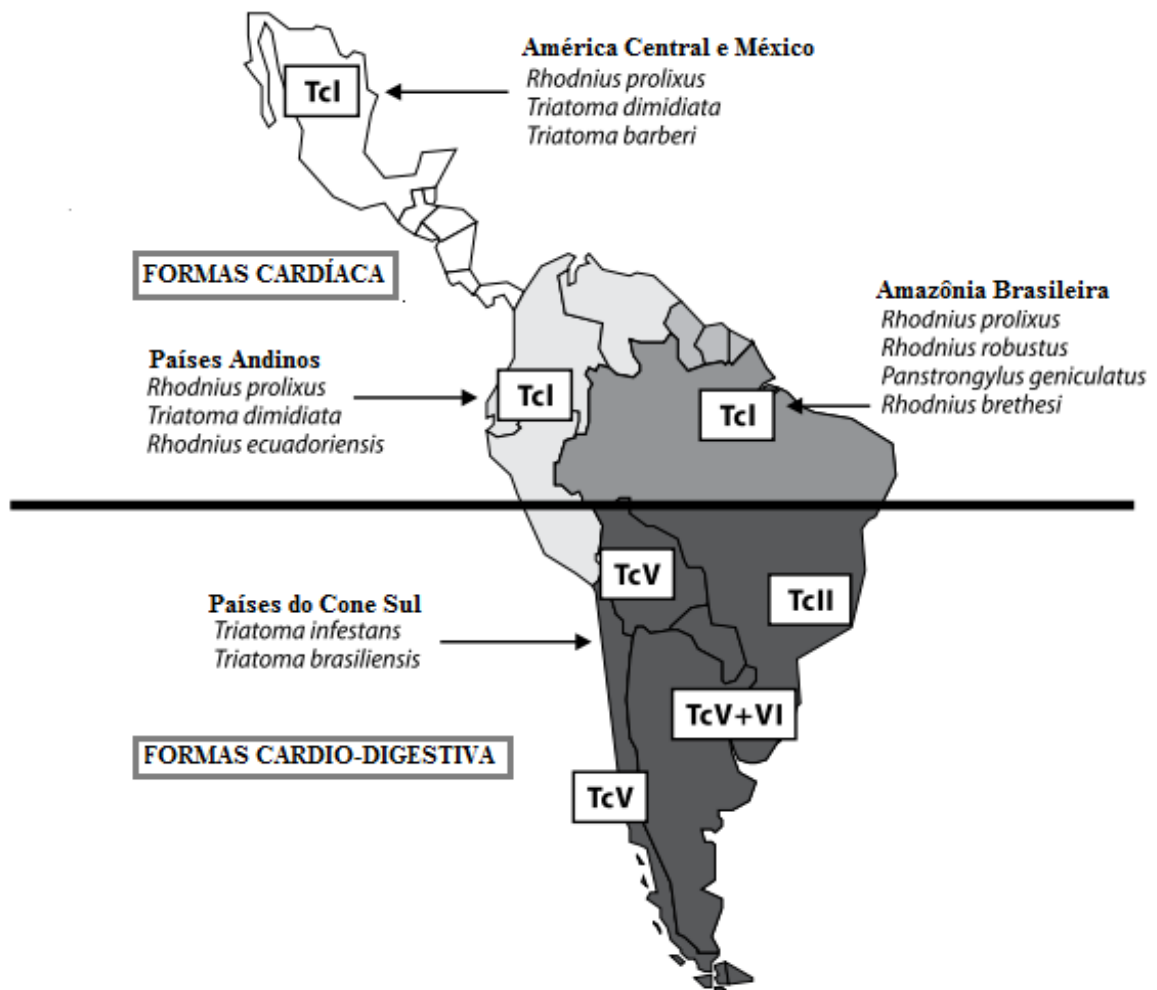 América Central e México
Rhodnius prolixus
Triatoma dimidiata
Triatoma barberi
TcI
FORMAS CARDÍACA
Países Andinos
Rhodnius prolixus
Triatoma dimidiata
Rhodnius ecuadoriensis
TcI
Amazônia Brasileira
Rhodnius prolixus
Rhodnius robustus
Panstrongylus geniculatus
Rhodnius brethesi
TcI
TcV
TcII
Países do Cone Sul
Triatoma infestans
Triatoma brasiliensis
TcV+VI
FORMAS CARDIO-DIGESTIVA
TcV